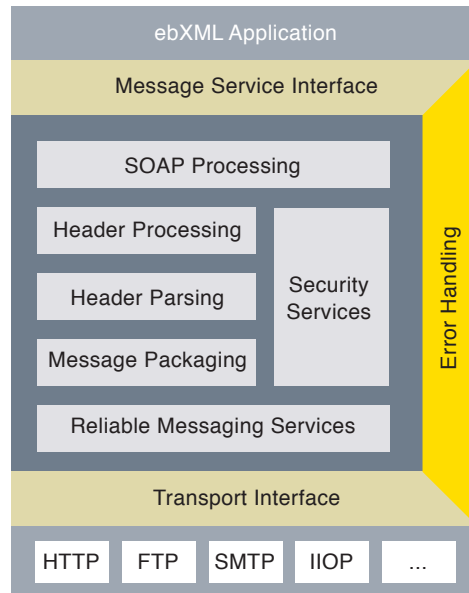 ebXML Application
Message Service Interface
SOAP Processing
Header Processing
Header Parsing
Message Packaging
Security
Services
Reliable Messaging Services
Error Handling
Transport Interface
HTTP
FTP
SMTP
IIOP
...